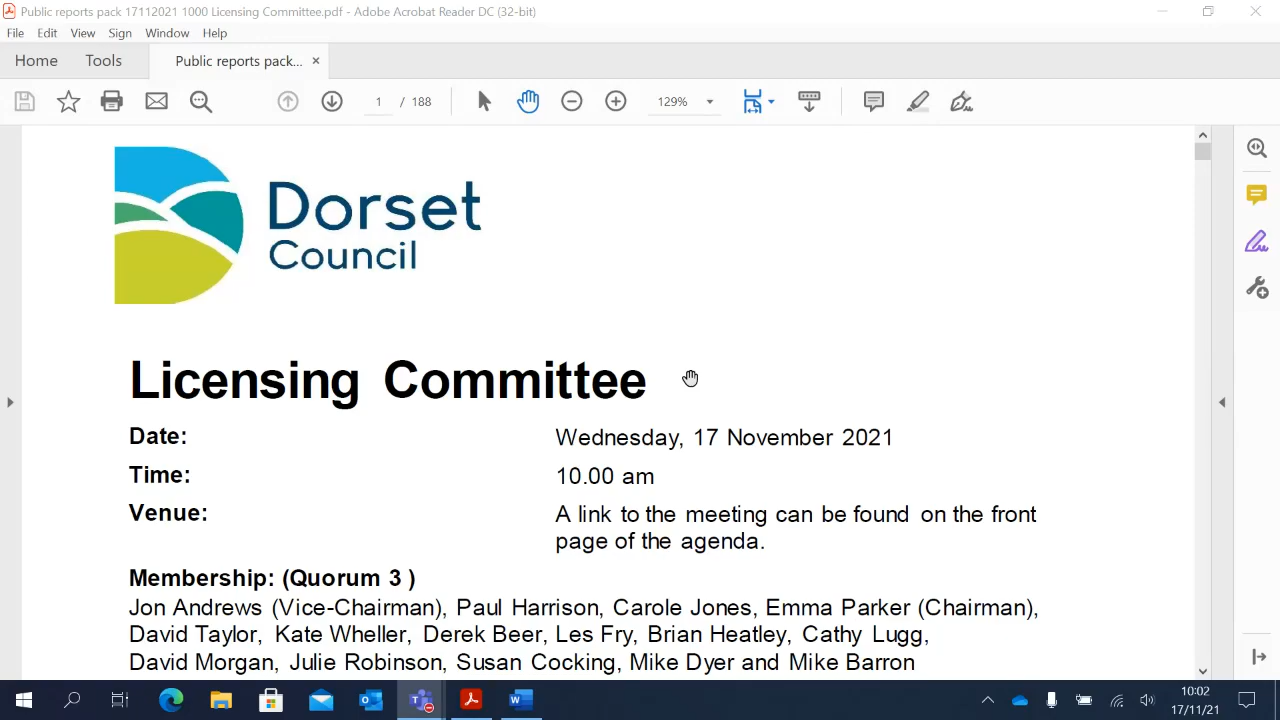 Public reports pack 17112021 1000 Licensing Committee.pdf - Adobe Acrobat Reader DC (32-bit)
File Edit View Sign Window Help
Home Tools Public reports pack... ×
1 / 188 129%
Dorset
Council
Licensing Committee
Date: Wednesday, 17 November 2021
Time: 10.00 am
Venue: A link to the meeting can be found on the front
page of the agenda.
Membership: (Quorum 3 )
Jon Andrews (Vice-Chairman), Paul Harrison, Carole Jones, Emma Parker (Chairman),
David Taylor, Kate Wheller, Derek Beer, Les Fry, Brian Heatley, Cathy Lugg,
David Morgan, Julie Robinson, Susan Cocking, Mike Dyer and Mike Barron
10:02
17/11/21